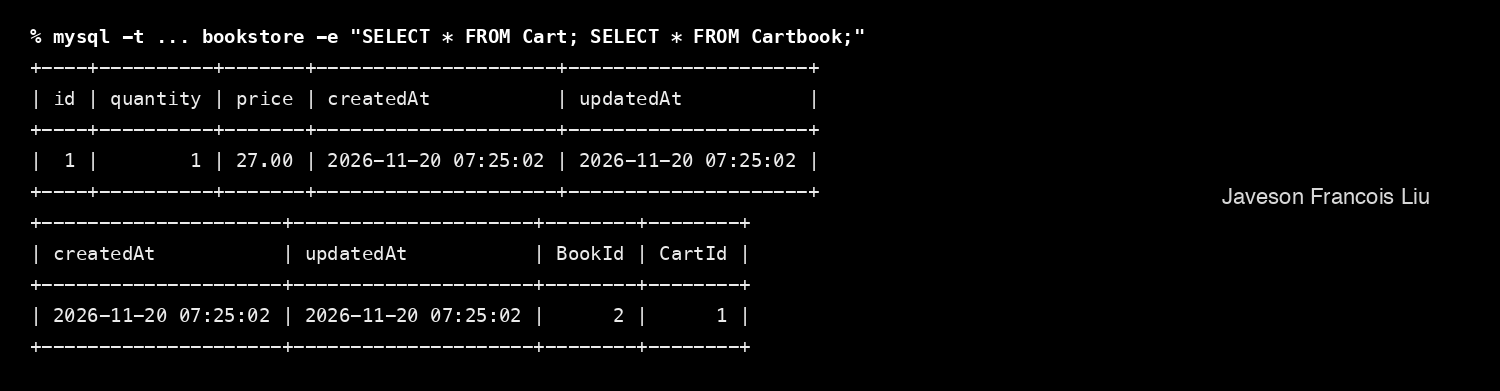 % mysql -t ... bookstore -e "SELECT * FROM Cart; SELECT * FROM Cartbook;"
+----+----------+-------+---------------------+---------------------+
| id | quantity | price | createdAt           | updatedAt           |
+----+----------+-------+---------------------+---------------------+
|  1 |        1 | 27.00 | 2026-11-20 07:25:02 | 2026-11-20 07:25:02 |
+----+----------+-------+---------------------+---------------------+
+---------------------+---------------------+--------+--------+
| createdAt           | updatedAt           | BookId | CartId |
+---------------------+---------------------+--------+--------+
| 2026-11-20 07:25:02 | 2026-11-20 07:25:02 |      2 |      1 |
+---------------------+---------------------+--------+--------+
Javeson Francois Liu